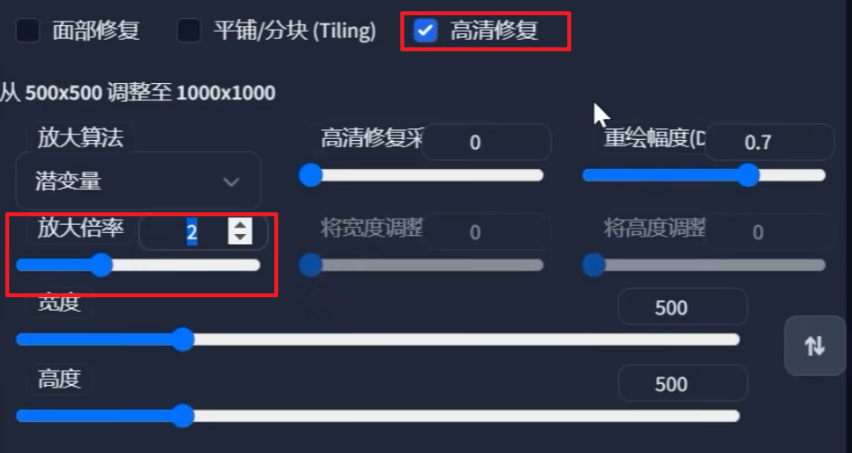 面部修复 平铺/分块 (Tiling) 高清修复
从 500x500 调整至 1000x1000
放大算法 高清修复采 0 重绘幅度(D 0.7
潜变量
放大倍率 2 将宽度调整 0 将高度调整 0
宽度 500
高度 500